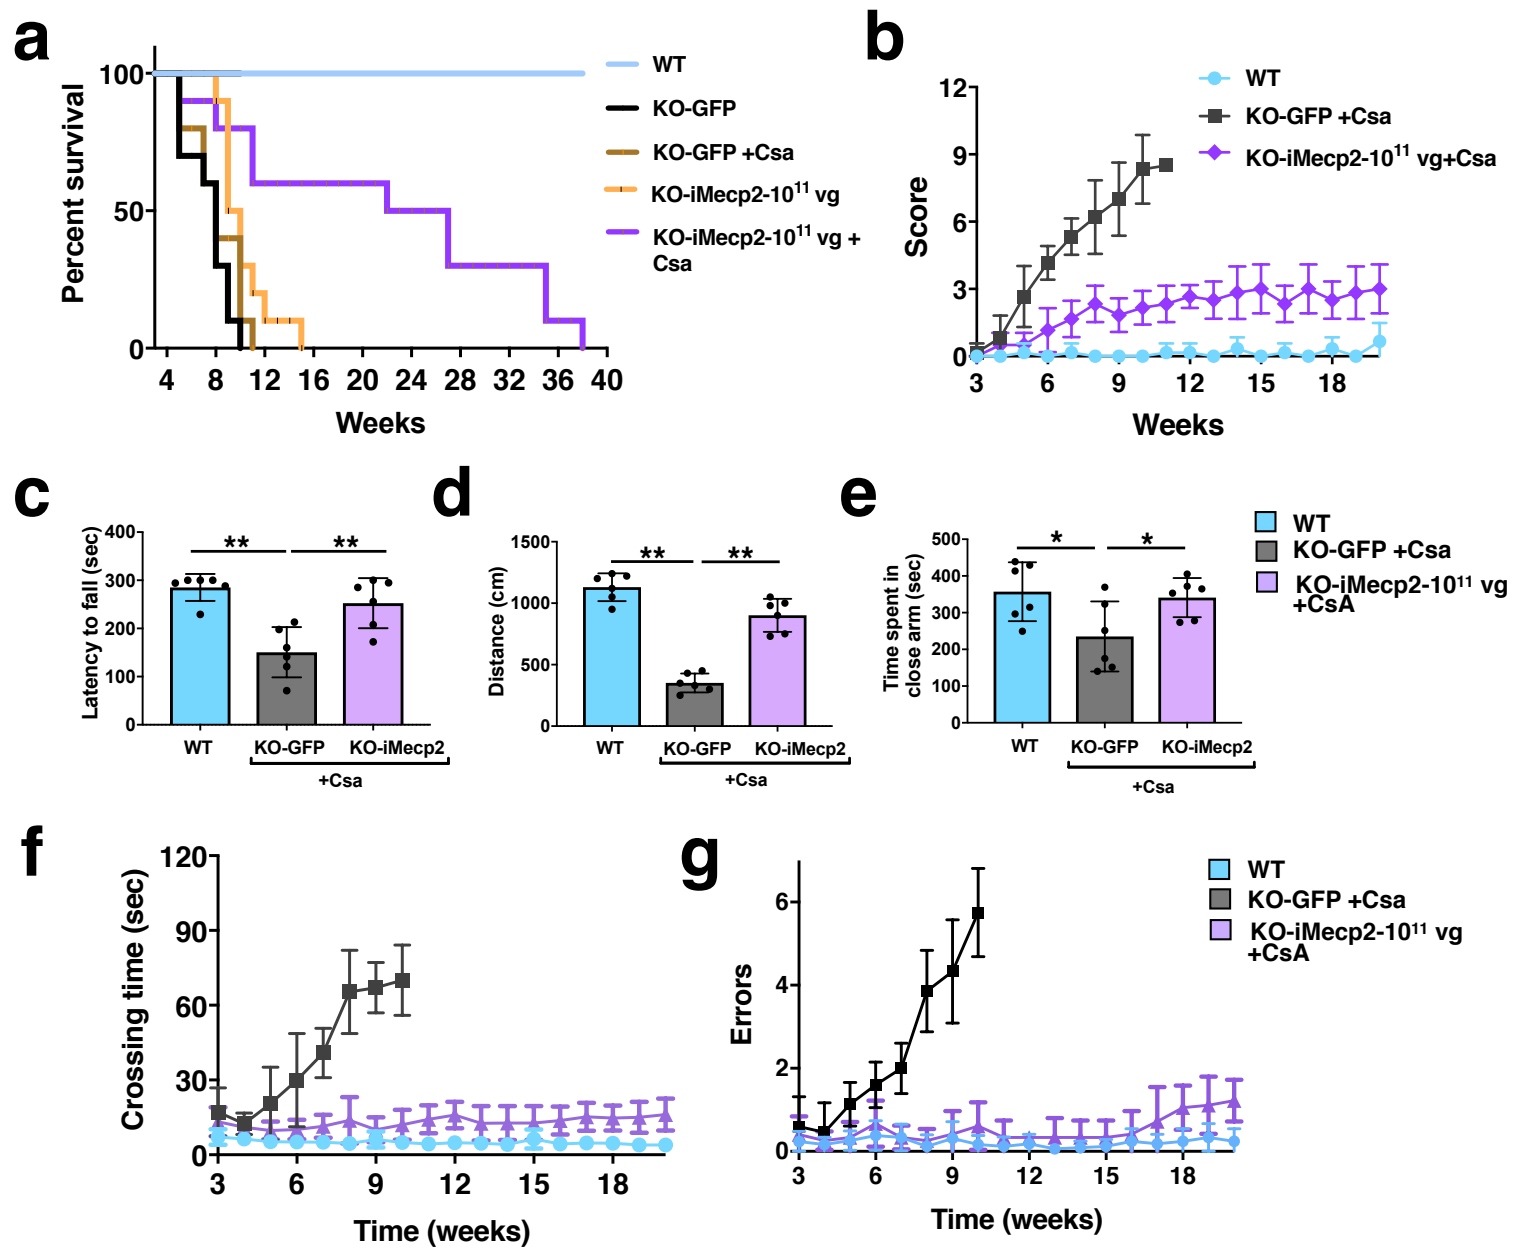 a
Percent survival
100
50
0
4 8 12 16 20 24 28 32 36 40
Weeks
WT
KO-GFP
KO-GFP +Csa
KO-iMecp2-10¹¹ vg
KO-iMecp2-10¹¹ vg +
Csa
b
Score
12
9
6
3
0
3 6 9 12 15 18
Weeks
WT
KO-GFP +Csa
KO-iMecp2-10¹¹ vg+Csa
c
Latency to fall (sec)
400
300
200
100
0
** **
WT KO-GFP KO-iMecp2
+Csa
d
Distance (cm)
1500
1000
500
0
** **
WT KO-GFP KO-iMecp2
+Csa
e
Time spent in
close arm (sec)
500
400
300
200
100
0
* *
WT KO-GFP KO-iMecp2
+Csa
WT
KO-GFP +Csa
KO-iMecp2-10¹¹ vg
+CsA
f
Crossing time (sec)
120
90
60
30
0
3 6 9 12 15 18
Time (weeks)
g
Errors
6
4
2
0
3 6 9 12 15 18
Time (weeks)
WT
KO-GFP +Csa
KO-iMecp2-10¹¹ vg
+CsA